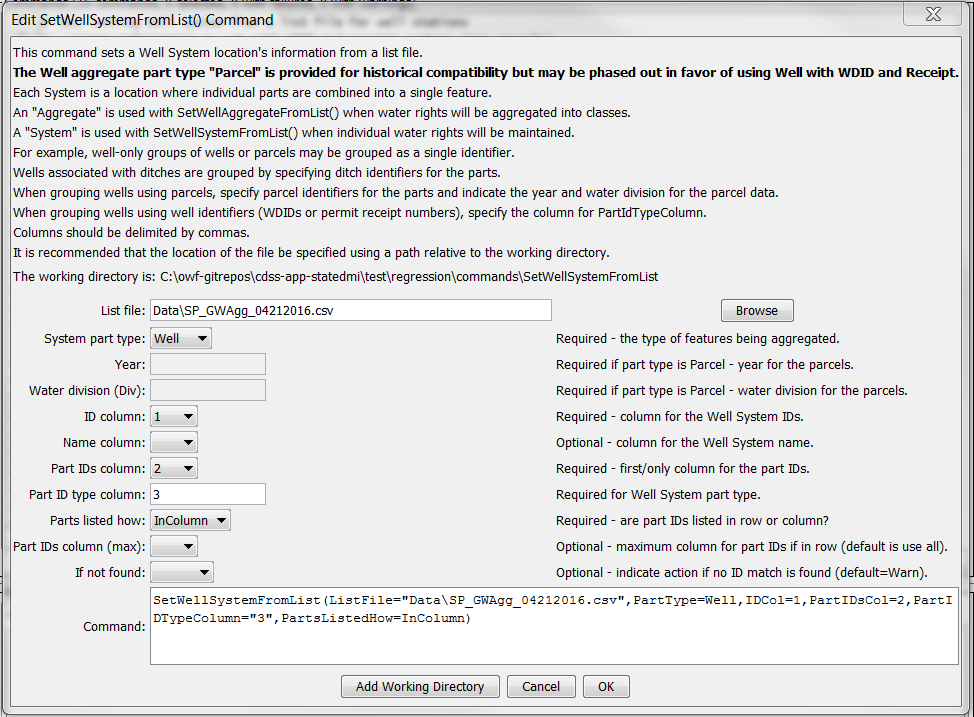 Edit SetWellSystemFromList() Command
This command sets a Well System location's information from a list file.
The Well aggregate part type "Parcel" is provided for historical compatibility but may be phased out in favor of using Well with WDID and Receipt.
Each System is a location where individual parts are combined into a single feature.
An "Aggregate" is used with SetWellAggregateFromList() when water rights will be aggregated into classes.
A "System" is used with SetWellSystemFromList() when individual water rights will be maintained.
For example, well-only groups of wells or parcels may be grouped as a single identifier.
Wells associated with ditches are grouped by specifying ditch identifiers for the parts.
When grouping wells using parcels, specify parcel identifiers for the parts and indicate the year and water division for the parcel data.
When grouping wells using well identifiers (WDIDs or permit receipt numbers), specify the column for PartIdTypeColumn.
Columns should be delimited by commas.
It is recommended that the location of the file be specified using a path relative to the working directory.
The working directory is: C:\owf-gitrepos\cdss-app-statedmi\test\regression\commands\SetWellSystemFromList
List file: Data\SP_GWAgg_04212016.csv Browse
System part type: Well Required - the type of features being aggregated.
Year: Required if part type is Parcel - year for the parcels.
Water division (Div): Required if part type is Parcel - water division for the parcels.
ID column: 1 Required - column for the Well System IDs.
Name column: Optional - column for the Well System name.
Part IDs column: 2 Required - first/only column for the part IDs.
Part ID type column: 3 Required for Well System part type.
Parts listed how: InColumn Required - are part IDs listed in row or column?
Part IDs column (max): Optional - maximum column for part IDs if in row (default is use all).
If not found: Optional - indicate action if no ID match is found (default=Warn).
Command: SetWellSystemFromList(ListFile="Data\SP_GWAgg_04212016.csv",PartType=Well,IDCol=1,PartIDsCol=2,PartI
DTypeColumn="3",PartsListedHow=InColumn)
Add Working Directory Cancel OK